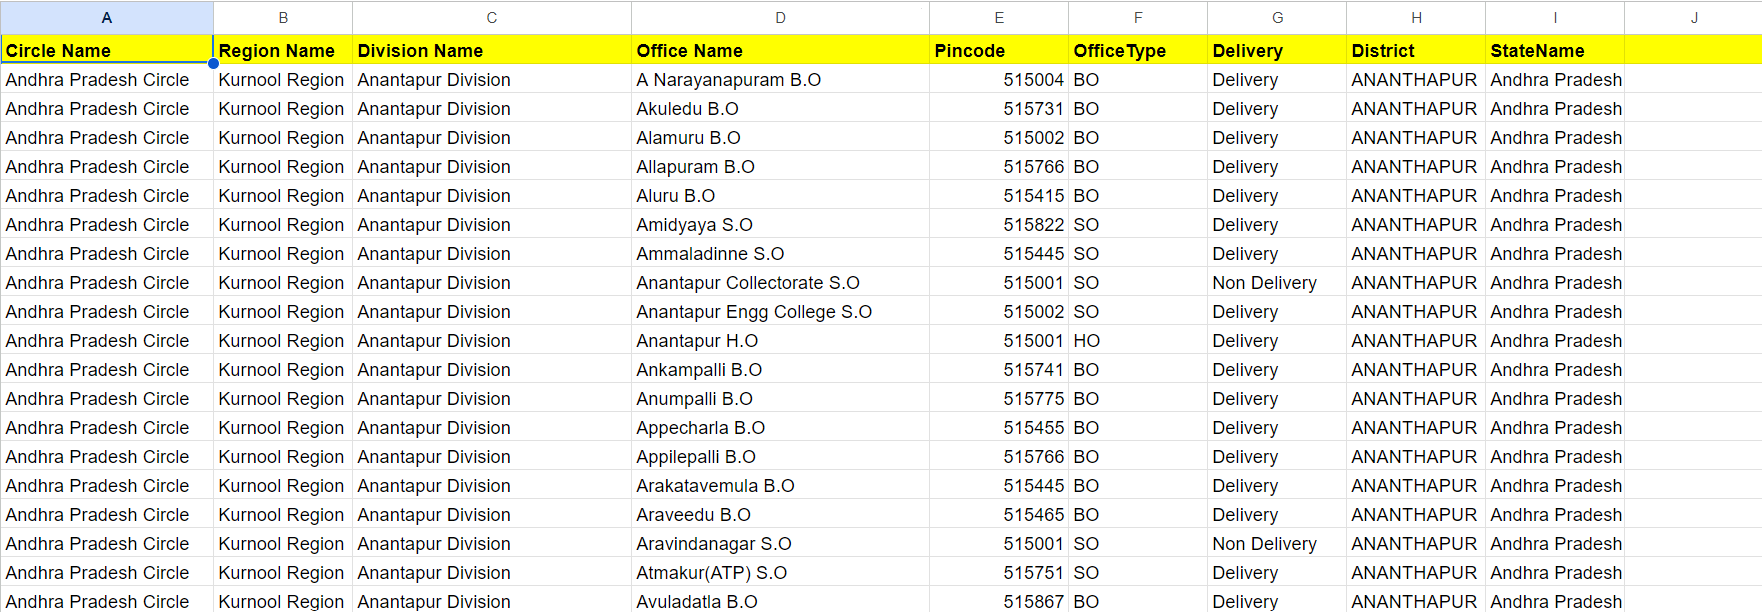 A B C D E F G H I J
Circle Name Region Name Division Name Office Name Pincode OfficeType Delivery District StateName
Andhra Pradesh Circle Kurnool Region Anantapur Division A Narayanapuram B.O 515004 BO Delivery ANANTHAPUR Andhra Pradesh
Andhra Pradesh Circle Kurnool Region Anantapur Division Akuledu B.O 515731 BO Delivery ANANTHAPUR Andhra Pradesh
Andhra Pradesh Circle Kurnool Region Anantapur Division Alamuru B.O 515002 BO Delivery ANANTHAPUR Andhra Pradesh
Andhra Pradesh Circle Kurnool Region Anantapur Division Allapuram B.O 515766 BO Delivery ANANTHAPUR Andhra Pradesh
Andhra Pradesh Circle Kurnool Region Anantapur Division Aluru B.O 515415 BO Delivery ANANTHAPUR Andhra Pradesh
Andhra Pradesh Circle Kurnool Region Anantapur Division Amidyaya S.O 515822 SO Delivery ANANTHAPUR Andhra Pradesh
Andhra Pradesh Circle Kurnool Region Anantapur Division Ammaladinne S.O 515445 SO Delivery ANANTHAPUR Andhra Pradesh
Andhra Pradesh Circle Kurnool Region Anantapur Division Anantapur Collectorate S.O 515001 SO Non Delivery ANANTHAPUR Andhra Pradesh
Andhra Pradesh Circle Kurnool Region Anantapur Division Anantapur Engg College S.O 515002 SO Delivery ANANTHAPUR Andhra Pradesh
Andhra Pradesh Circle Kurnool Region Anantapur Division Anantapur H.O 515001 HO Delivery ANANTHAPUR Andhra Pradesh
Andhra Pradesh Circle Kurnool Region Anantapur Division Ankampalli B.O 515741 BO Delivery ANANTHAPUR Andhra Pradesh
Andhra Pradesh Circle Kurnool Region Anantapur Division Anumpalli B.O 515775 BO Delivery ANANTHAPUR Andhra Pradesh
Andhra Pradesh Circle Kurnool Region Anantapur Division Appecharla B.O 515455 BO Delivery ANANTHAPUR Andhra Pradesh
Andhra Pradesh Circle Kurnool Region Anantapur Division Appilepalli B.O 515766 BO Delivery ANANTHAPUR Andhra Pradesh
Andhra Pradesh Circle Kurnool Region Anantapur Division Arakatavemula B.O 515445 BO Delivery ANANTHAPUR Andhra Pradesh
Andhra Pradesh Circle Kurnool Region Anantapur Division Araveedu B.O 515465 BO Delivery ANANTHAPUR Andhra Pradesh
Andhra Pradesh Circle Kurnool Region Anantapur Division Aravindanagar S.O 515001 SO Non Delivery ANANTHAPUR Andhra Pradesh
Andhra Pradesh Circle Kurnool Region Anantapur Division Atmakur(ATP) S.O 515751 SO Delivery ANANTHAPUR Andhra Pradesh
Andhra Pradesh Circle Kurnool Region Anantapur Division Avuladatla B.O 515867 BO Delivery ANANTHAPUR Andhra Pradesh